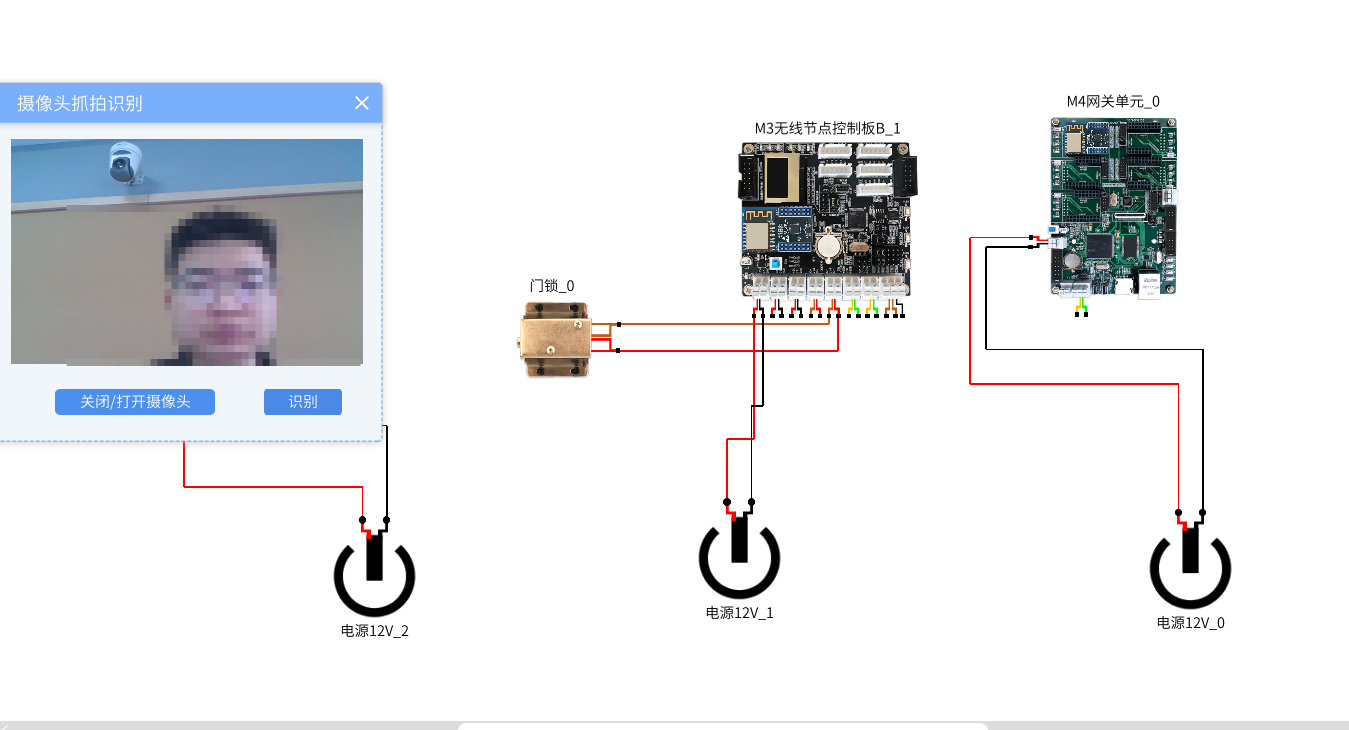 摄像头抓拍识别
关闭/打开摄像头
识别
门锁_0
M3无线节点控制板B_1
M4网关单元_0
电源12V_2
电源12V_1
电源12V_0